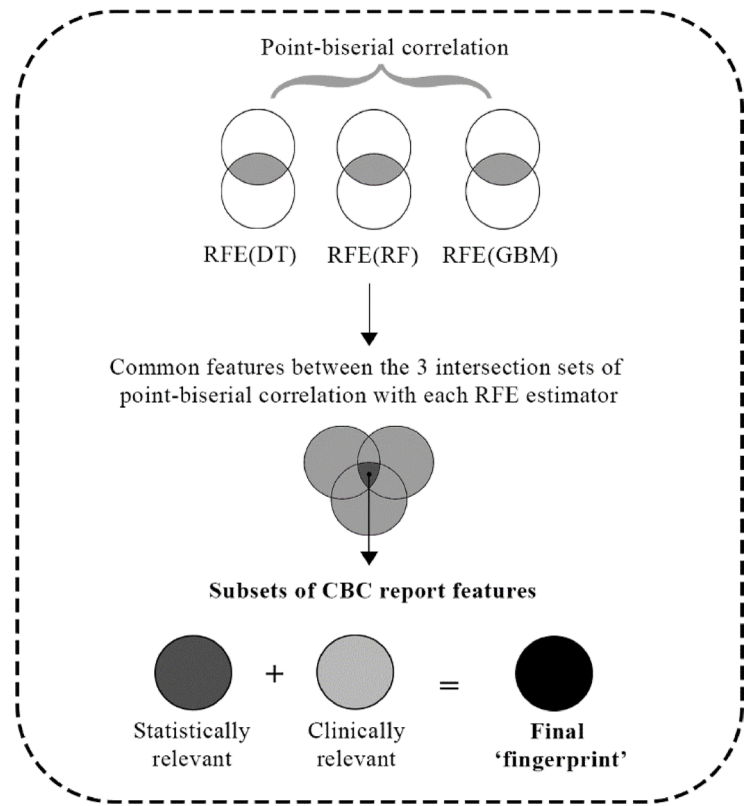 Point-biserial correlation
RFE(DT) RFE(RF) RFE(GBM)
Common features between the 3 intersection sets of
point-biserial correlation with each RFE estimator
Subsets of CBC report features
+ =
Statistically relevant
Clinically relevant
Final ‘fingerprint’